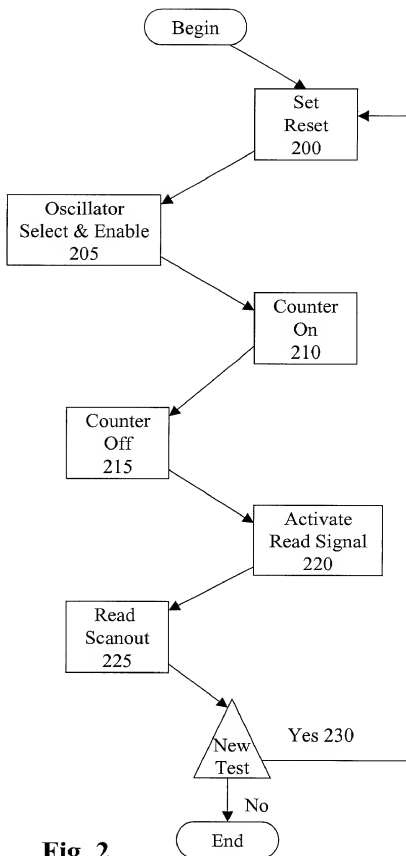 Begin
Set
Reset
200
Oscillator
Select & Enable
205
Counter
On
210
Counter
Off
215
Activate
Read Signal
220
Read
Scanout
225
New
Test
Yes 230
No
End
Fig. 2